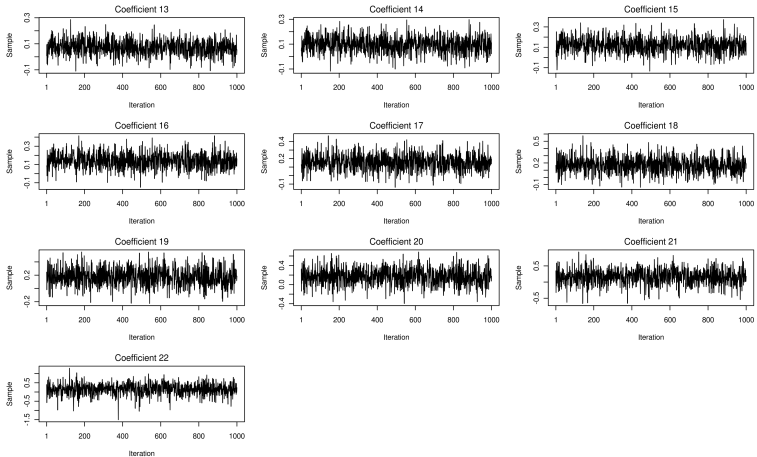 Coefficient 13
Sample
0.3
0.1
-0.1
1 200 400 600 800 1000
Iteration
Coefficient 14
Sample
0.3
0.1
-0.1
1 200 400 600 800 1000
Iteration
Coefficient 15
Sample
0.3
0.1
-0.1
1 200 400 600 800 1000
Iteration
Coefficient 16
Sample
0.3
0.1
-0.1
1 200 400 600 800 1000
Iteration
Coefficient 17
Sample
0.4
0.2
-0.1
1 200 400 600 800 1000
Iteration
Coefficient 18
Sample
0.5
0.2
-0.1
1 200 400 600 800 1000
Iteration
Coefficient 19
Sample
0.2
-0.2
1 200 400 600 800 1000
Iteration
Coefficient 20
Sample
0.4
0.0
-0.4
1 200 400 600 800 1000
Iteration
Coefficient 21
Sample
0.5
-0.5
1 200 400 600 800 1000
Iteration
Coefficient 22
Sample
0.5
-0.5
-1.5
1 200 400 600 800 1000
Iteration